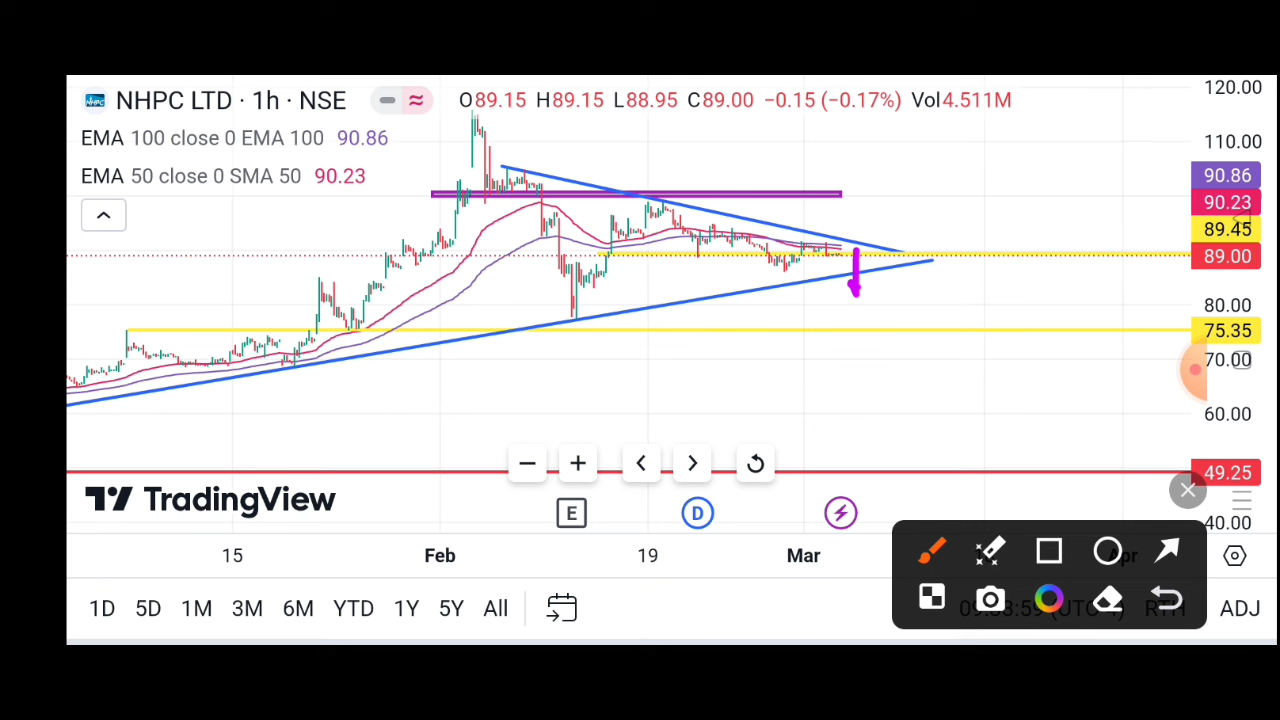 NHPC LTD · 1h · NSE O89.15 H89.15 L88.95 C89.00 −0.15 (−0.17%) Vol4.511M
EMA 100 close 0 EMA 100 90.86
EMA 50 close 0 SMA 50 90.23
120.00
110.00
90.86
90.23
89.45
89.00
80.00
75.35
70.00
60.00
49.25
40.00
TradingView
E D
15 Feb 19 Mar Apr
1D 5D 1M 3M 6M YTD 1Y 5Y All RTH ADJ